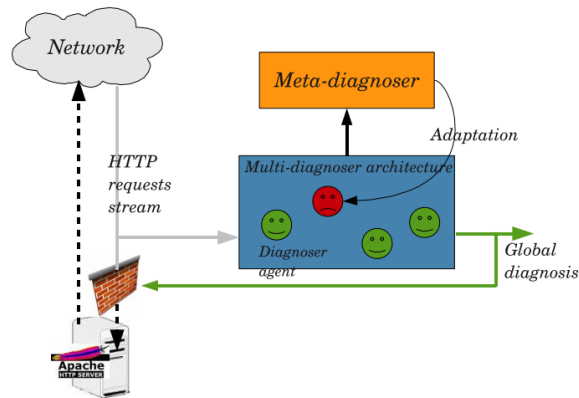 Network
Meta-diagnoser
Adaptation
HTTP
requests
stream
Multi-diagnoser architecture
Diagnoser
agent
Global
diagnosis
Apache
HTTP SERVER